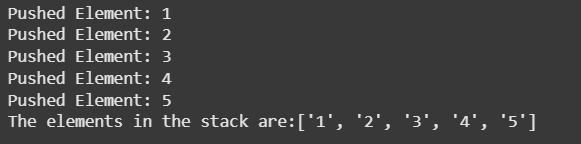 Pushed Element: 1
Pushed Element: 2
Pushed Element: 3
Pushed Element: 4
Pushed Element: 5
The elements in the stack are:['1', '2', '3', '4', '5']